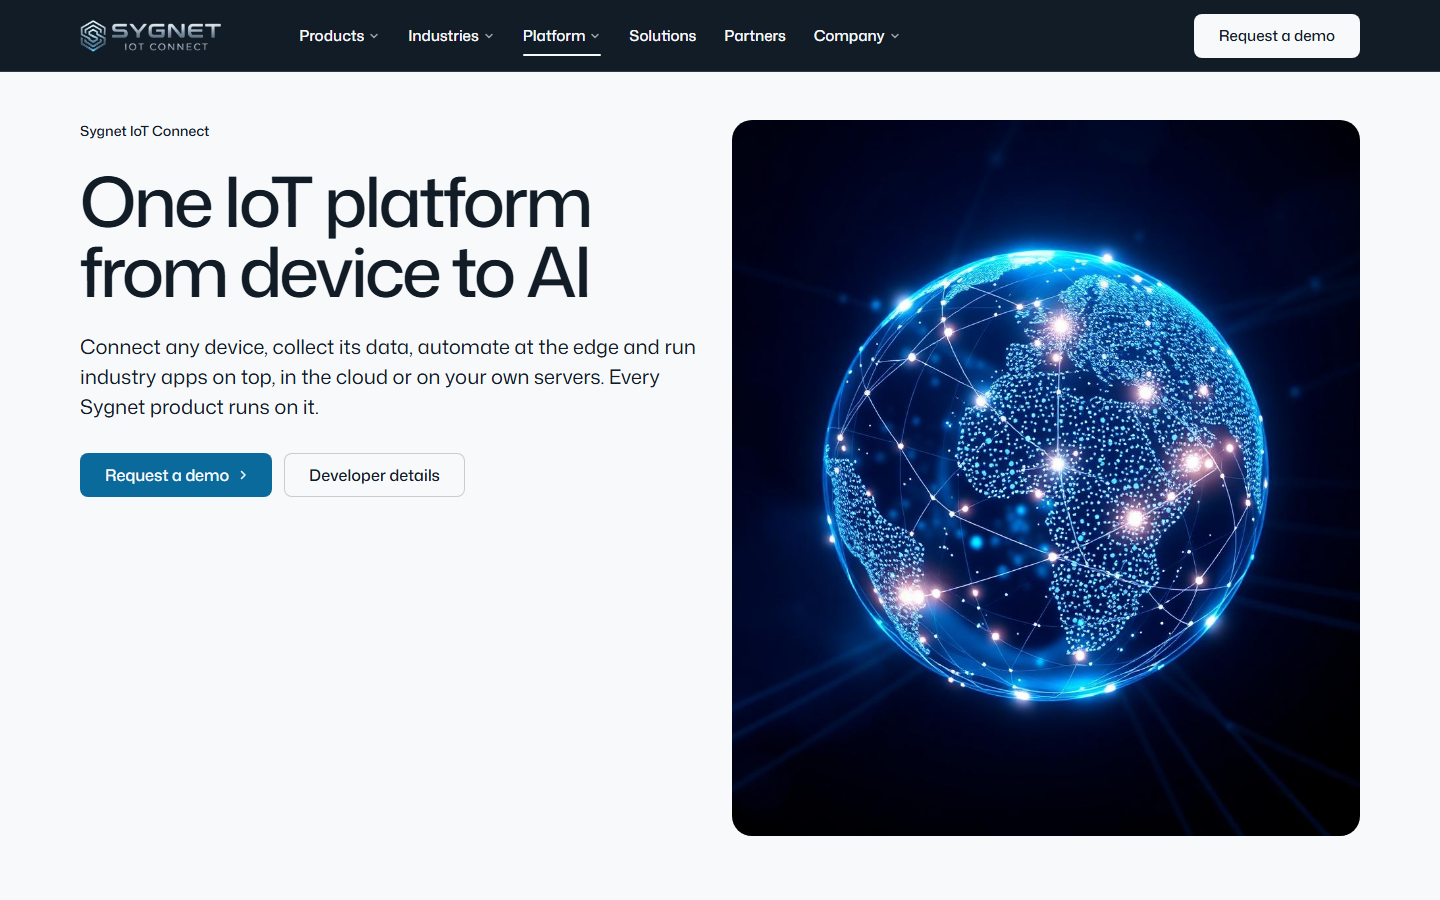 SYGNET
IOT CONNECT
Products
Industries
Platform
Solutions
Partners
Company
Request a demo
Sygnet IoT Connect
One IoT platform
from device to AI
Connect any device, collect its data, automate at the edge and run
industry apps on top, in the cloud or on your own servers. Every
Sygnet product runs on it.
Request a demo
Developer details